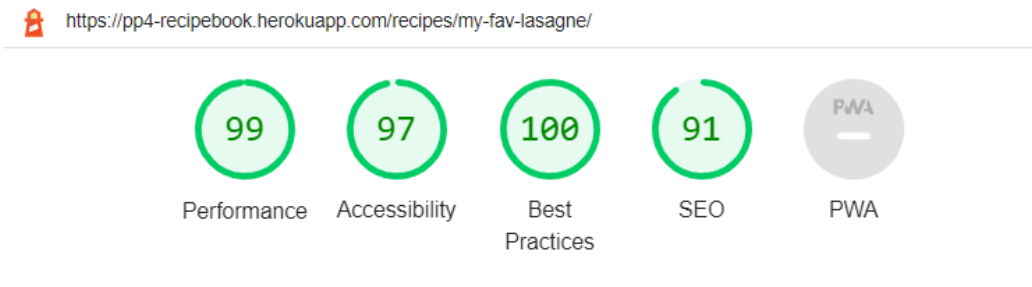 https://pp4-recipebook.herokuapp.com/recipes/my-fav-lasagne/
99 97 100 91 PWA
Performance Accessibility Best Practices SEO PWA